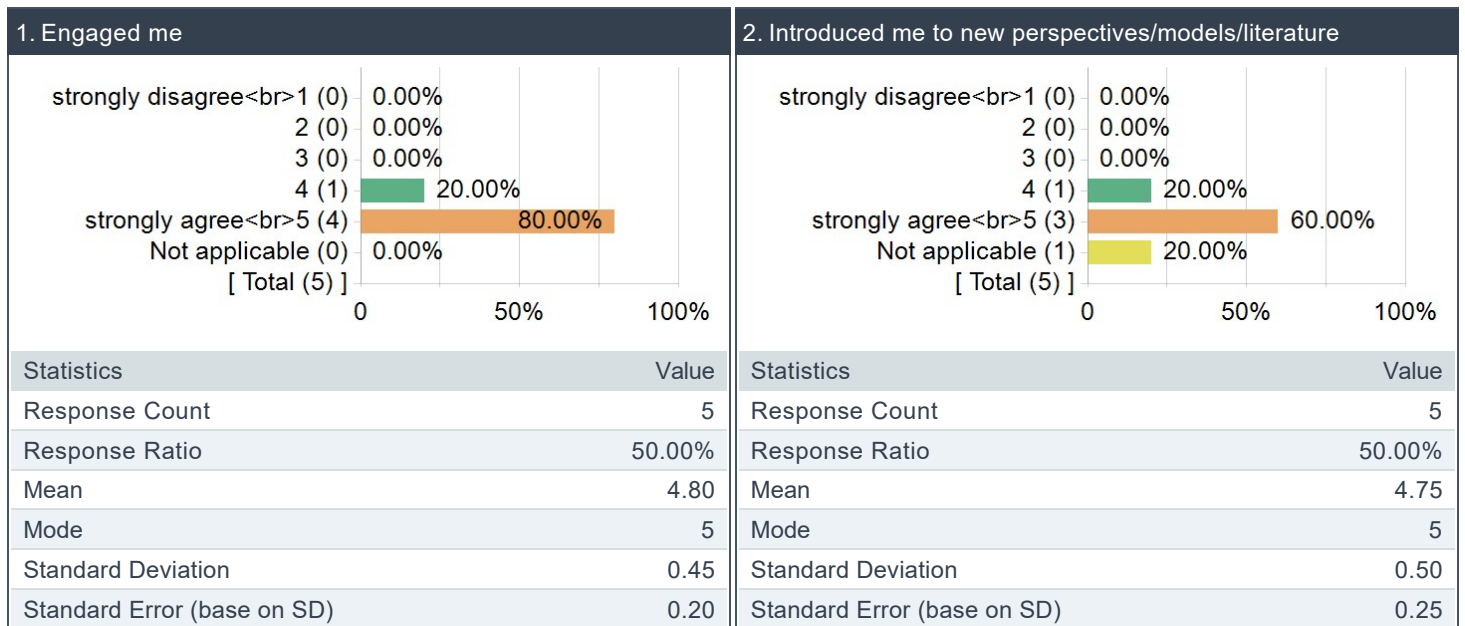 1. Engaged me
strongly disagree<br>1 (0) 0.00%
2 (0) 0.00%
3 (0) 0.00%
4 (1) 20.00%
strongly agree<br>5 (4) 80.00%
Not applicable (0) 0.00%
[ Total (5) ]
0 50% 100%
Statistics Value
Response Count 5
Response Ratio 50.00%
Mean 4.80
Mode 5
Standard Deviation 0.45
Standard Error (base on SD) 0.20
2. Introduced me to new perspectives/models/literature
strongly disagree<br>1 (0) 0.00%
2 (0) 0.00%
3 (0) 0.00%
4 (1) 20.00%
strongly agree<br>5 (3) 60.00%
Not applicable (1) 20.00%
[ Total (5) ]
0 50% 100%
Statistics Value
Response Count 5
Response Ratio 50.00%
Mean 4.75
Mode 5
Standard Deviation 0.50
Standard Error (base on SD) 0.25